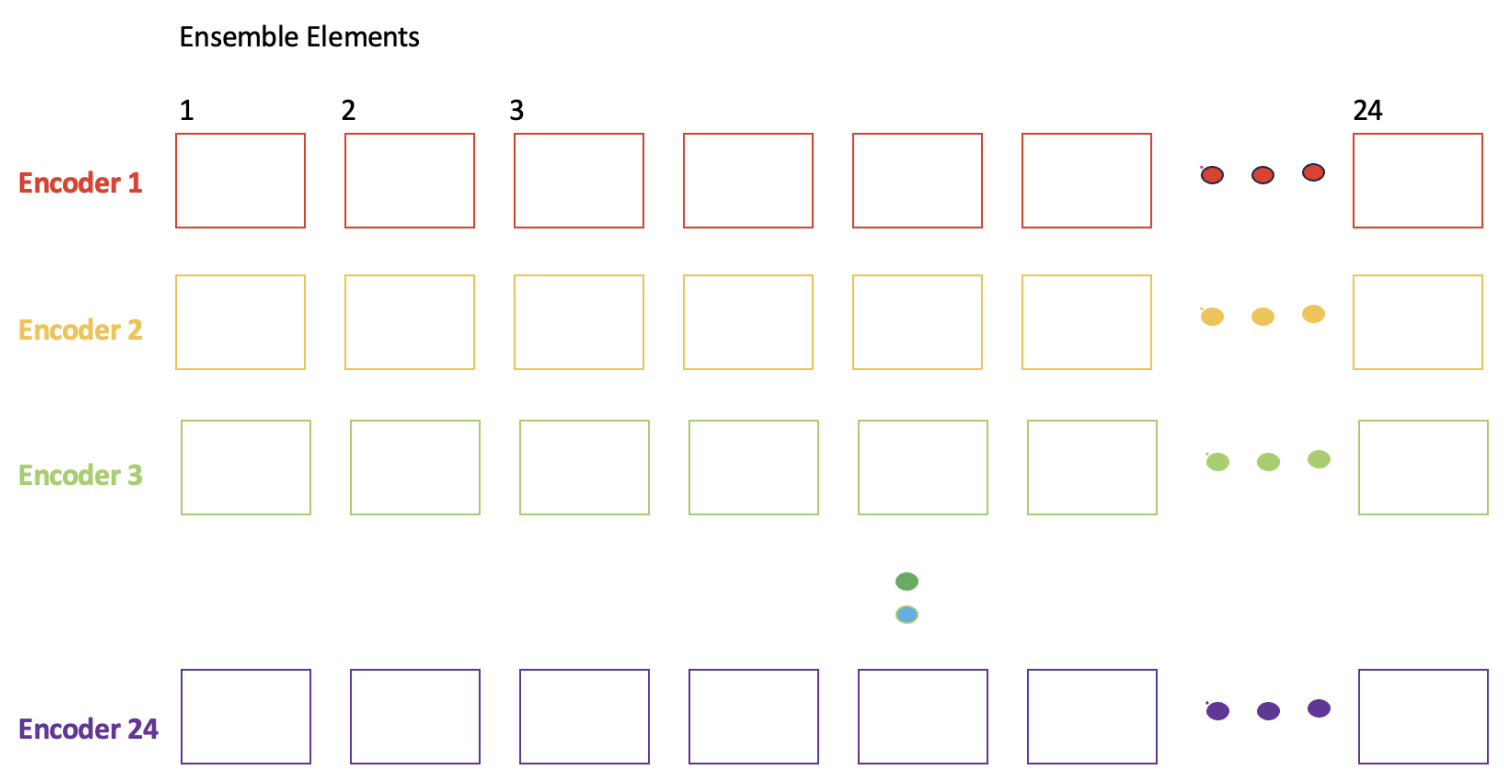 Ensemble Elements
1 2 3 24
Encoder 1
Encoder 2
Encoder 3
Encoder 24